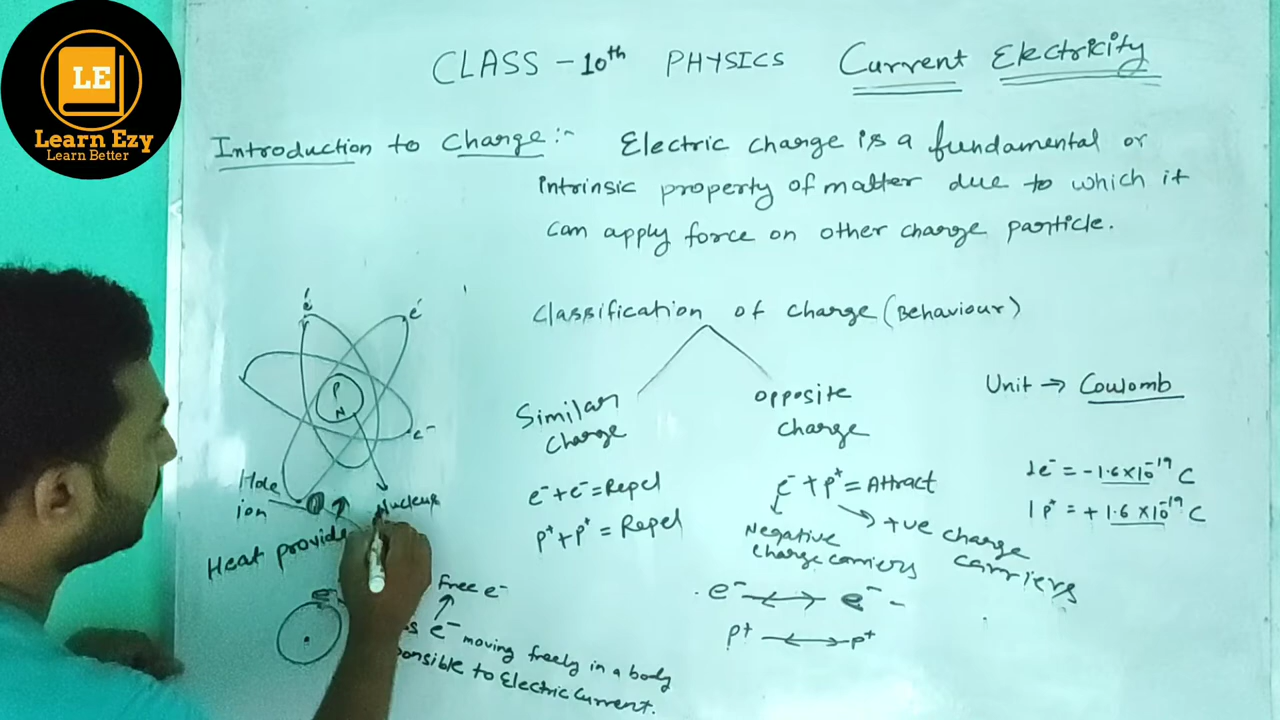 LE
Learn Ezy
Learn Better
CLASS - 10th PHYSICS Current Electricity
Introduction to Charge :- Electric charge is a fundamental or
intrinsic property of matter due to which it
can apply force on other charge particle.
Classification of charge (Behaviour)
Similar
charge
opposite
charge
Unit → Coulomb
e⁻ + e⁻ = Repel
p⁺ + p⁺ = Repel
e⁻ + p⁺ = Attract
Negative
charge carriers
+ve charge
carriers
1e⁻ = -1.6×10⁻¹⁹ C
1p⁺ = +1.6×10⁻¹⁹ C
e⁻ ↔ e⁻
p⁺ ↔ p⁺
e⁻
e⁻
e⁻
P
N
Nucleus
Hole
ion
Heat provide
Free e⁻
e⁻ moving freely in a body
to Electric Current.